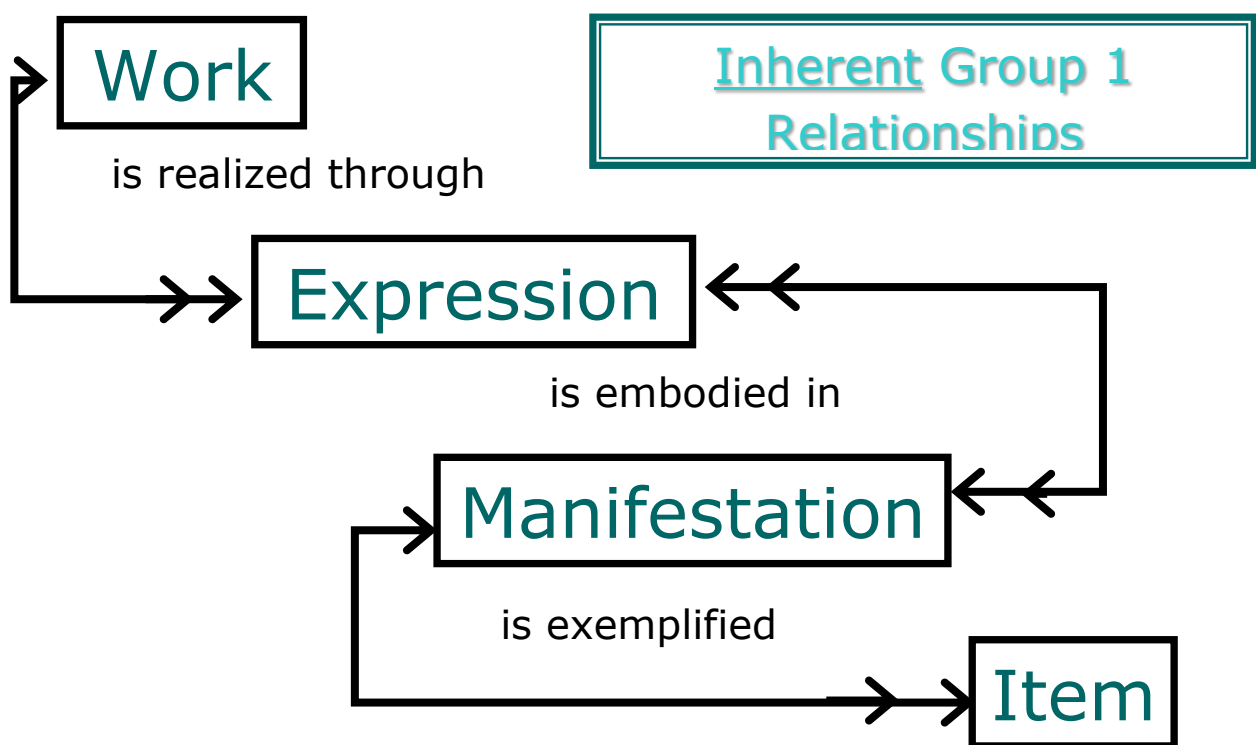 Work
Inherent Group 1
Relationships
is realized through
Expression
is embodied in
Manifestation
is exemplified
Item